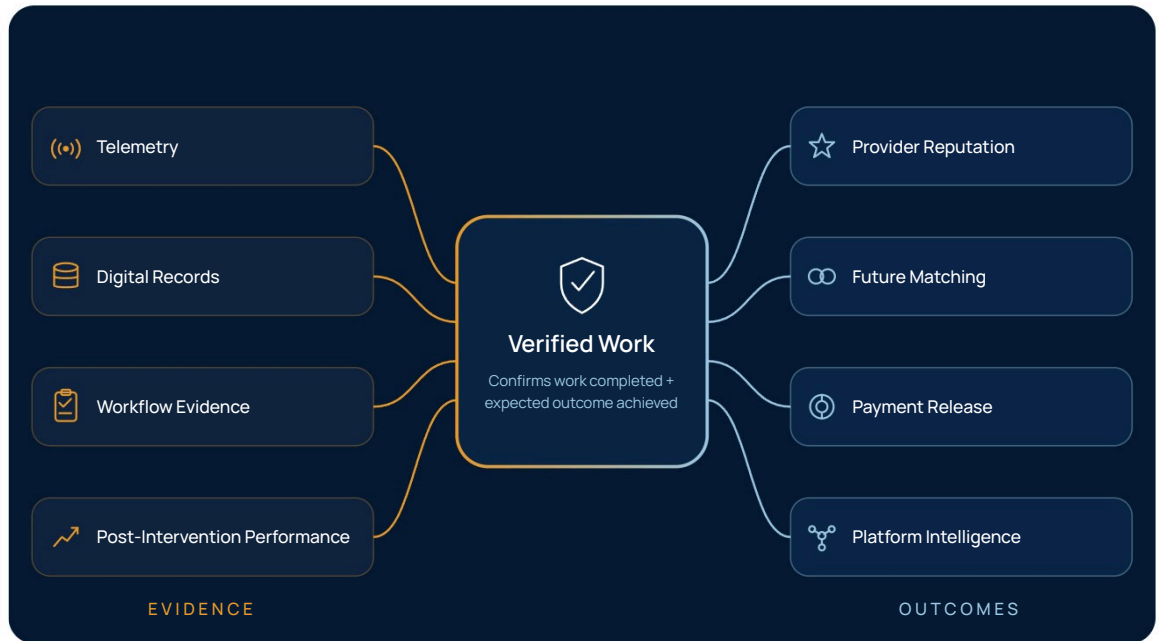 Telemetry
Digital Records
Workflow Evidence
Post-Intervention Performance
EVIDENCE
Verified Work
Confirms work completed +
expected outcome achieved
Provider Reputation
Future Matching
Payment Release
Platform Intelligence
OUTCOMES